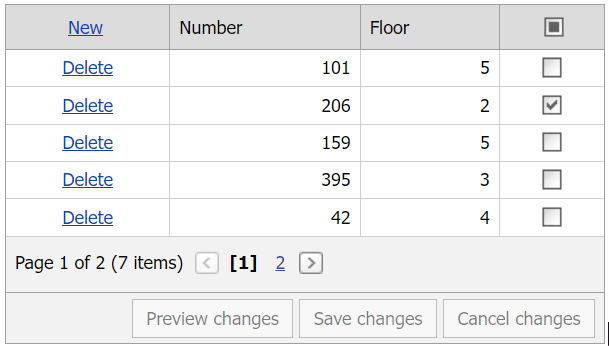 New Number Floor
Delete 101 5
Delete 206 2
Delete 159 5
Delete 395 3
Delete 42 4
Page 1 of 2 (7 items) [1] 2
Preview changes Save changes Cancel changes